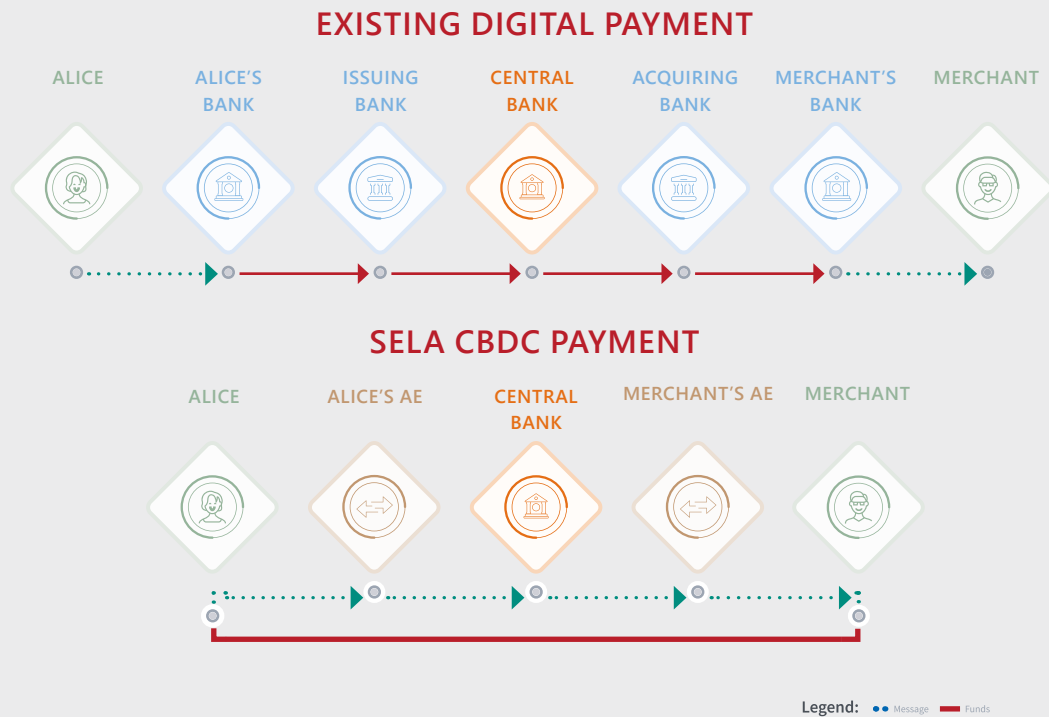 EXISTING DIGITAL PAYMENT
ALICE
ALICE'S
BANK
ISSUING
BANK
CENTRAL
BANK
ACQUIRING
BANK
MERCHANT'S
BANK
MERCHANT
SELA CBDC PAYMENT
ALICE
ALICE'S AE
CENTRAL
BANK
MERCHANT'S AE
MERCHANT
Legend: Message Funds